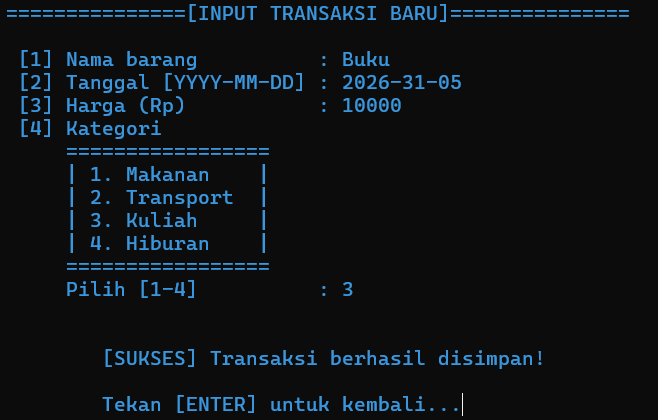 ===============[INPUT TRANSAKSI BARU]===============
[1] Nama barang          : Buku
[2] Tanggal [YYYY-MM-DD] : 2026-31-05
[3] Harga (Rp)           : 10000
[4] Kategori
=================
| 1. Makanan    |
| 2. Transport  |
| 3. Kuliah     |
| 4. Hiburan    |
=================
Pilih [1-4]          : 3
[SUKSES] Transaksi berhasil disimpan!
Tekan [ENTER] untuk kembali...